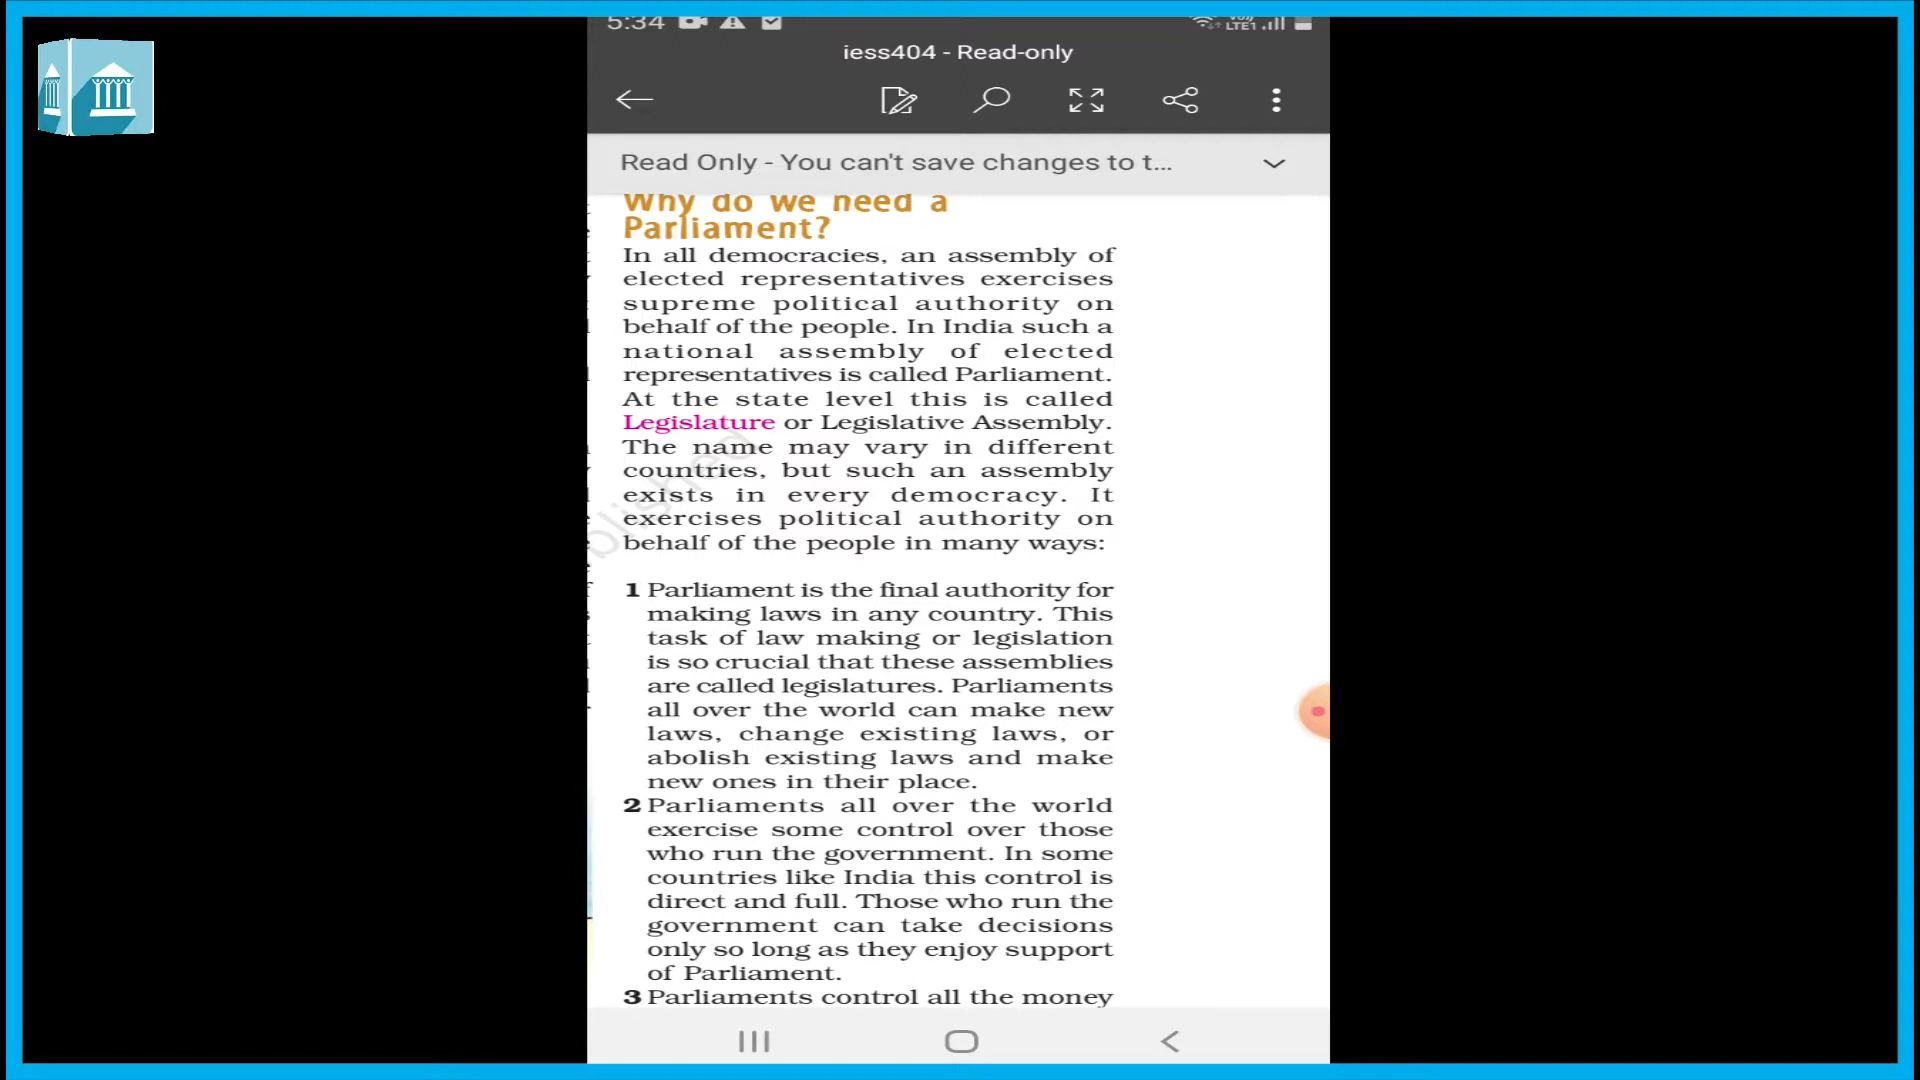 5:34
LTE1
iess404 - Read-only
Read Only - You can't save changes to t...
Why do we need a
Parliament?
In all democracies, an assembly of
elected representatives exercises
supreme political authority on
behalf of the people. In India such a
national assembly of elected
representatives is called Parliament.
At the state level this is called
Legislature or Legislative Assembly.
The name may vary in different
countries, but such an assembly
exists in every democracy. It
exercises political authority on
behalf of the people in many ways:
1 Parliament is the final authority for
making laws in any country. This
task of law making or legislation
is so crucial that these assemblies
are called legislatures. Parliaments
all over the world can make new
laws, change existing laws, or
abolish existing laws and make
new ones in their place.
2 Parliaments all over the world
exercise some control over those
who run the government. In some
countries like India this control is
direct and full. Those who run the
government can take decisions
only so long as they enjoy support
of Parliament.
3 Parliaments control all the money
blished